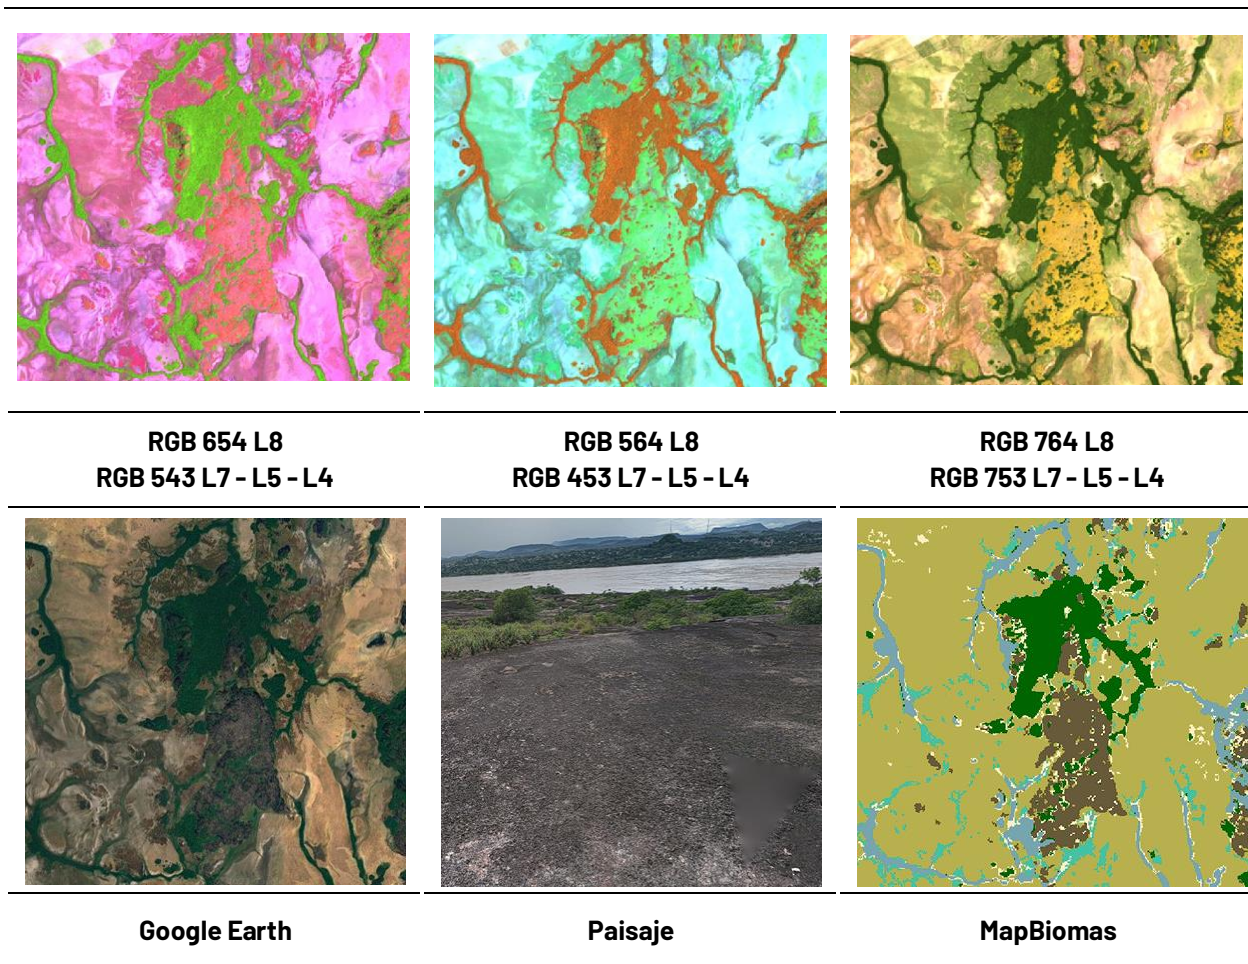 RGB 654 L8
RGB 543 L7 - L5 - L4
RGB 564 L8
RGB 453 L7 - L5 - L4
RGB 764 L8
RGB 753 L7 - L5 - L4
Google Earth
Paisaje
MapBiomas